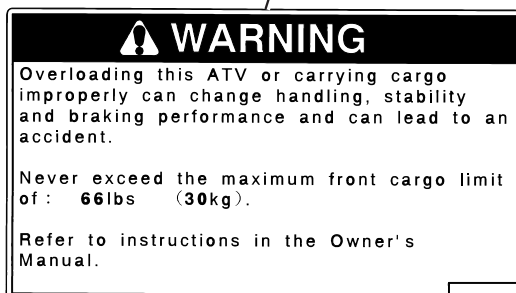 WARNING
Overloading this ATV or carrying cargo
improperly can change handling, stability
and braking performance and can lead to an
accident.
Never exceed the maximum front cargo limit
of : 66lbs (30kg).
Refer to instructions in the Owner's
Manual.